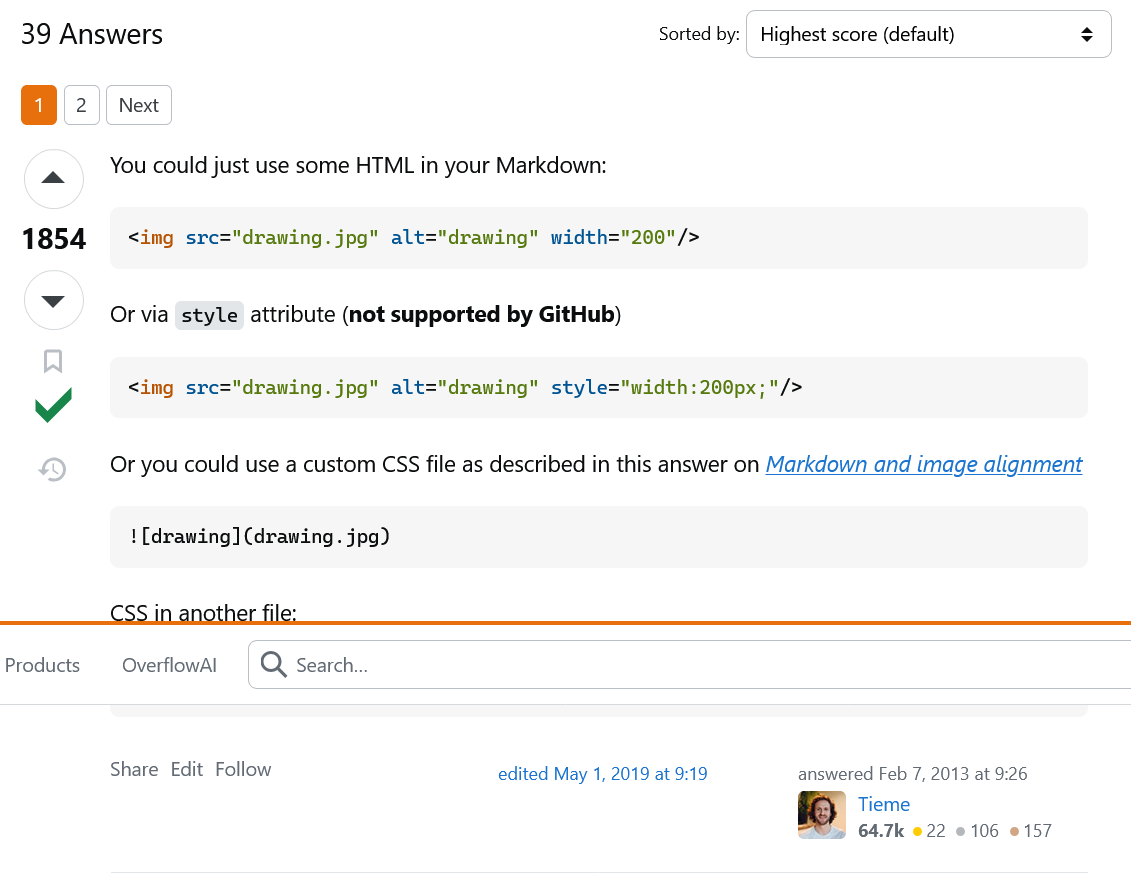 39 Answers
Sorted by: Highest score (default)
1 2 Next
You could just use some HTML in your Markdown:
1854
<img src="drawing.jpg" alt="drawing" width="200"/>
Or via style attribute (not supported by GitHub)
<img src="drawing.jpg" alt="drawing" style="width:200px;"/>
Or you could use a custom CSS file as described in this answer on Markdown and image alignment
![drawing](drawing.jpg)
CSS in another file:
Products OverflowAI Search…
Share Edit Follow
edited May 1, 2019 at 9:19
answered Feb 7, 2013 at 9:26
Tieme
64.7k 22 106 157